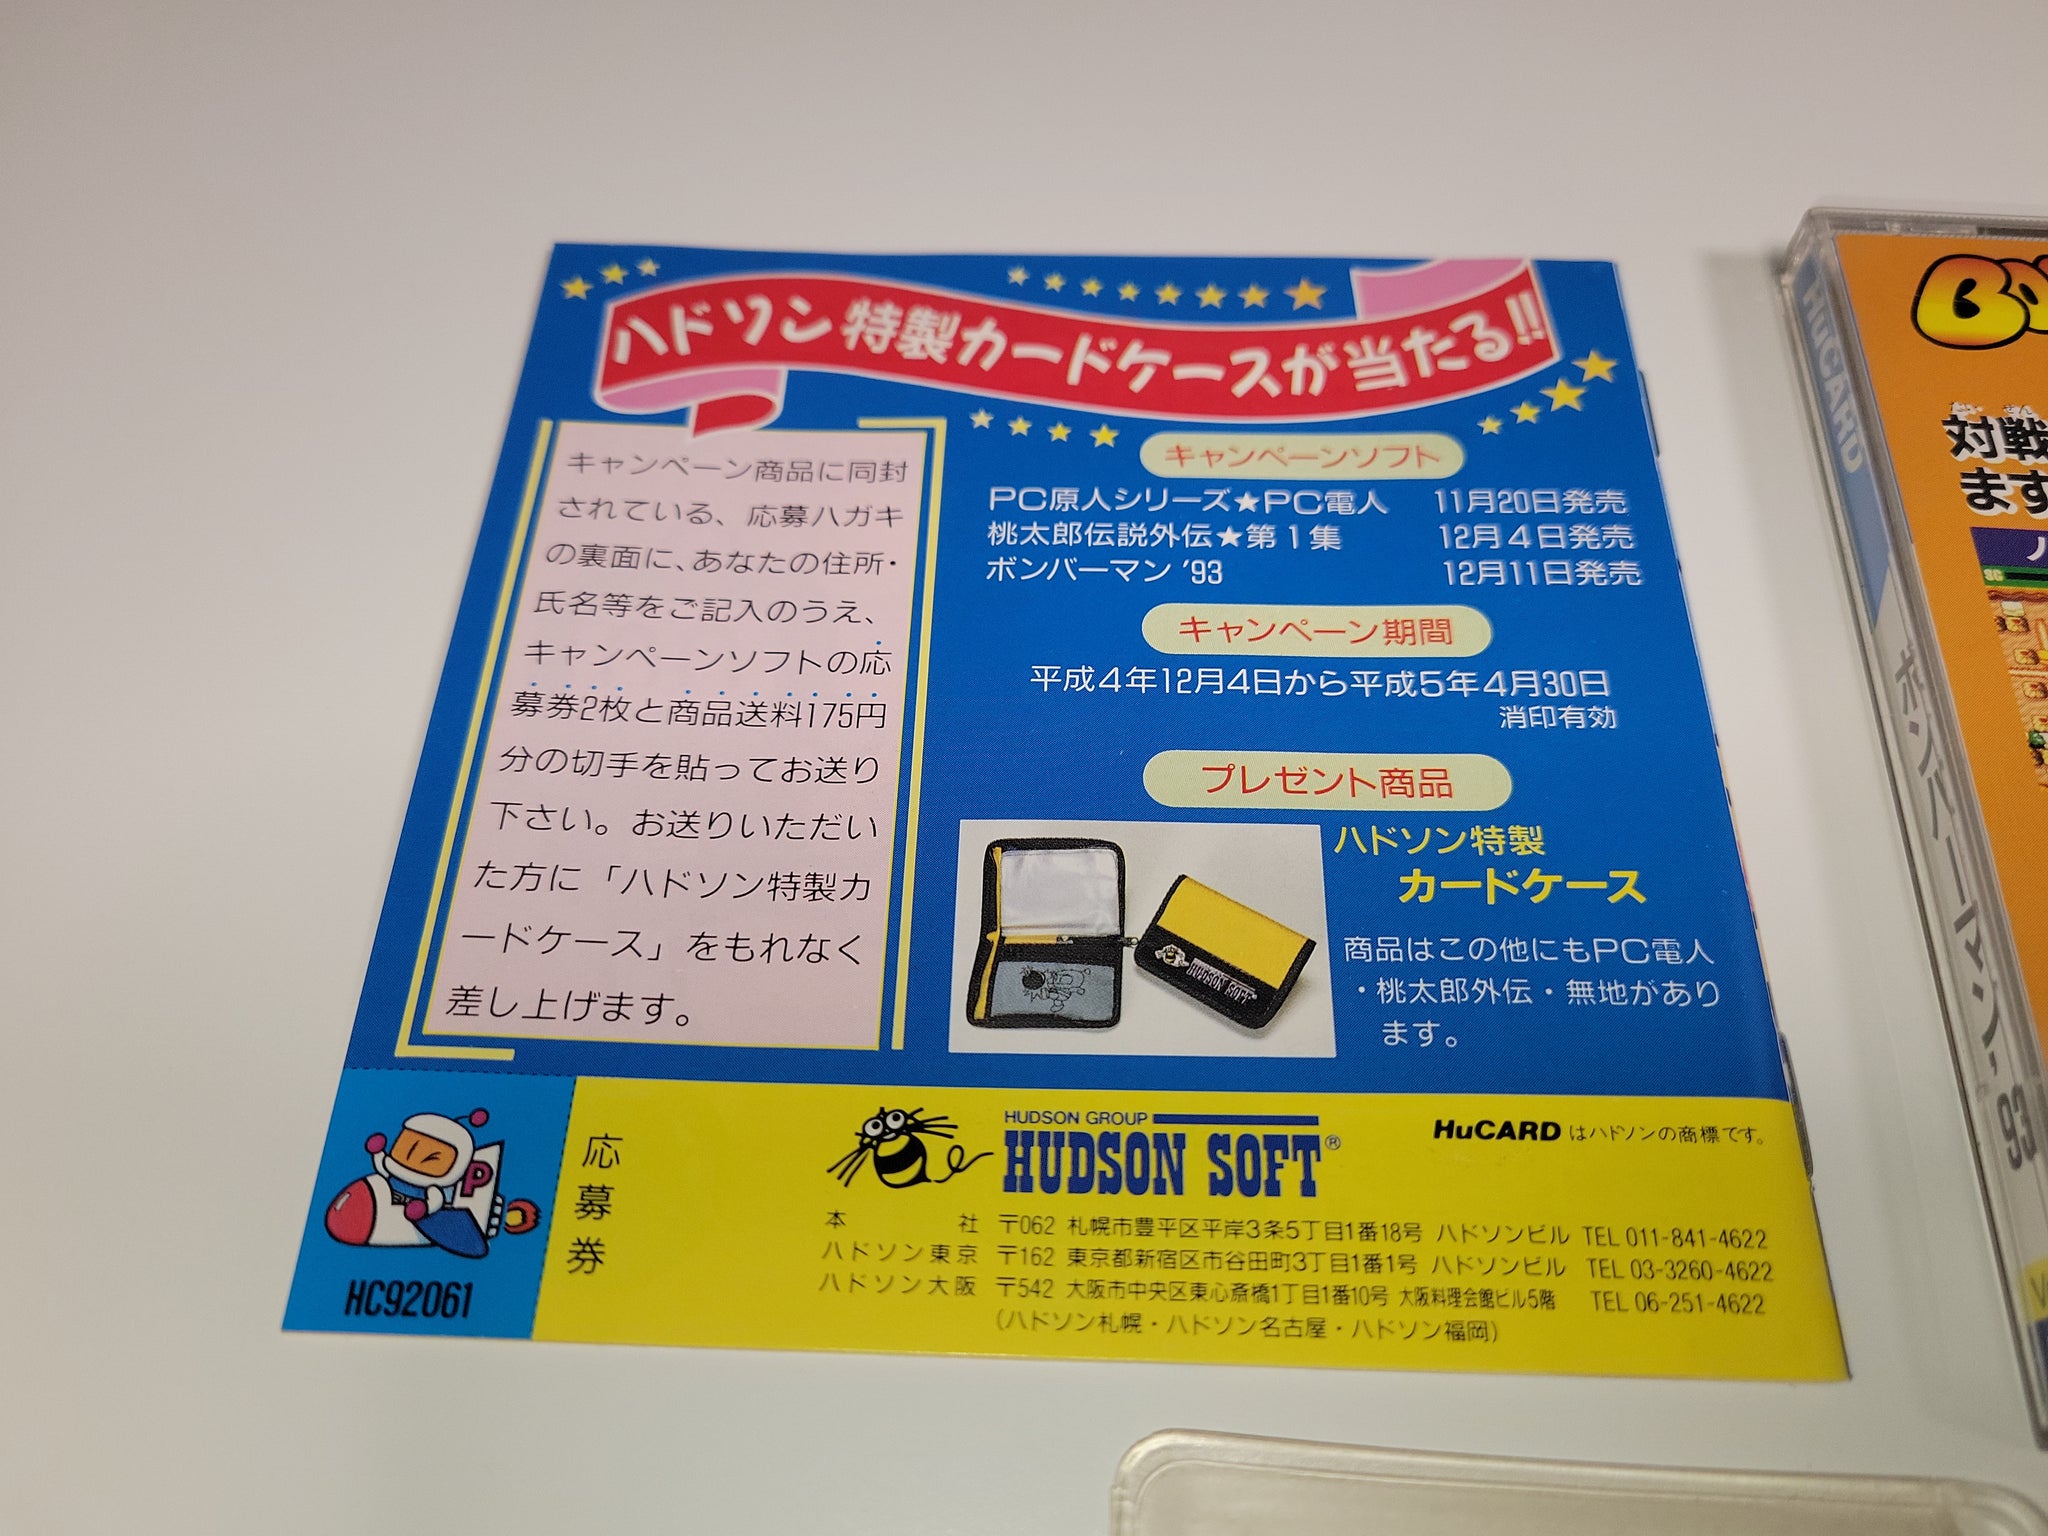 ハドソン特製カードケースが当たる!!
キャンペーン商品に同封
されている、応募ハガキ
の裏面に、あなたの住所・
氏名等をご記入のうえ、
キャンペーンソフトの応
募券2枚と商品送料175円
分の切手を貼ってお送り
下さい。お送りいただい
た方に「ハドソン特製カ
ードケース」をもれなく
差し上げます。
キャンペーンソフト
PC原人シリーズ★PC電人 11月20日発売
桃太郎伝説外伝★第1集 12月4日発売
ボンバーマン '93 12月11日発売
キャンペーン期間
平成4年12月4日から平成5年4月30日
消印有効
プレゼント商品
HUDSON SOFT
ハドソン特製
カードケース
商品はこの他にもPC電人
・桃太郎外伝・無地があり
ます。
P
HC92061
応募券
HUDSON GROUP
HUDSON SOFT®
HuCARD はハドソンの商標です。
本社 〒062 札幌市豊平区平岸3条5丁目1番18号 ハドソンビル TEL 011-841-4622
ハドソン東京 〒162 東京都新宿区市谷田町3丁目1番1号 ハドソンビル TEL 03-3260-4622
ハドソン大阪 〒542 大阪市中央区東心斎橋1丁目1番10号 大阪料理会館ビル5階 TEL 06-251-4622
(ハドソン札幌・ハドソン名古屋・ハドソン福岡)
HuCARD
ボンバーマン'93
対戦
ます